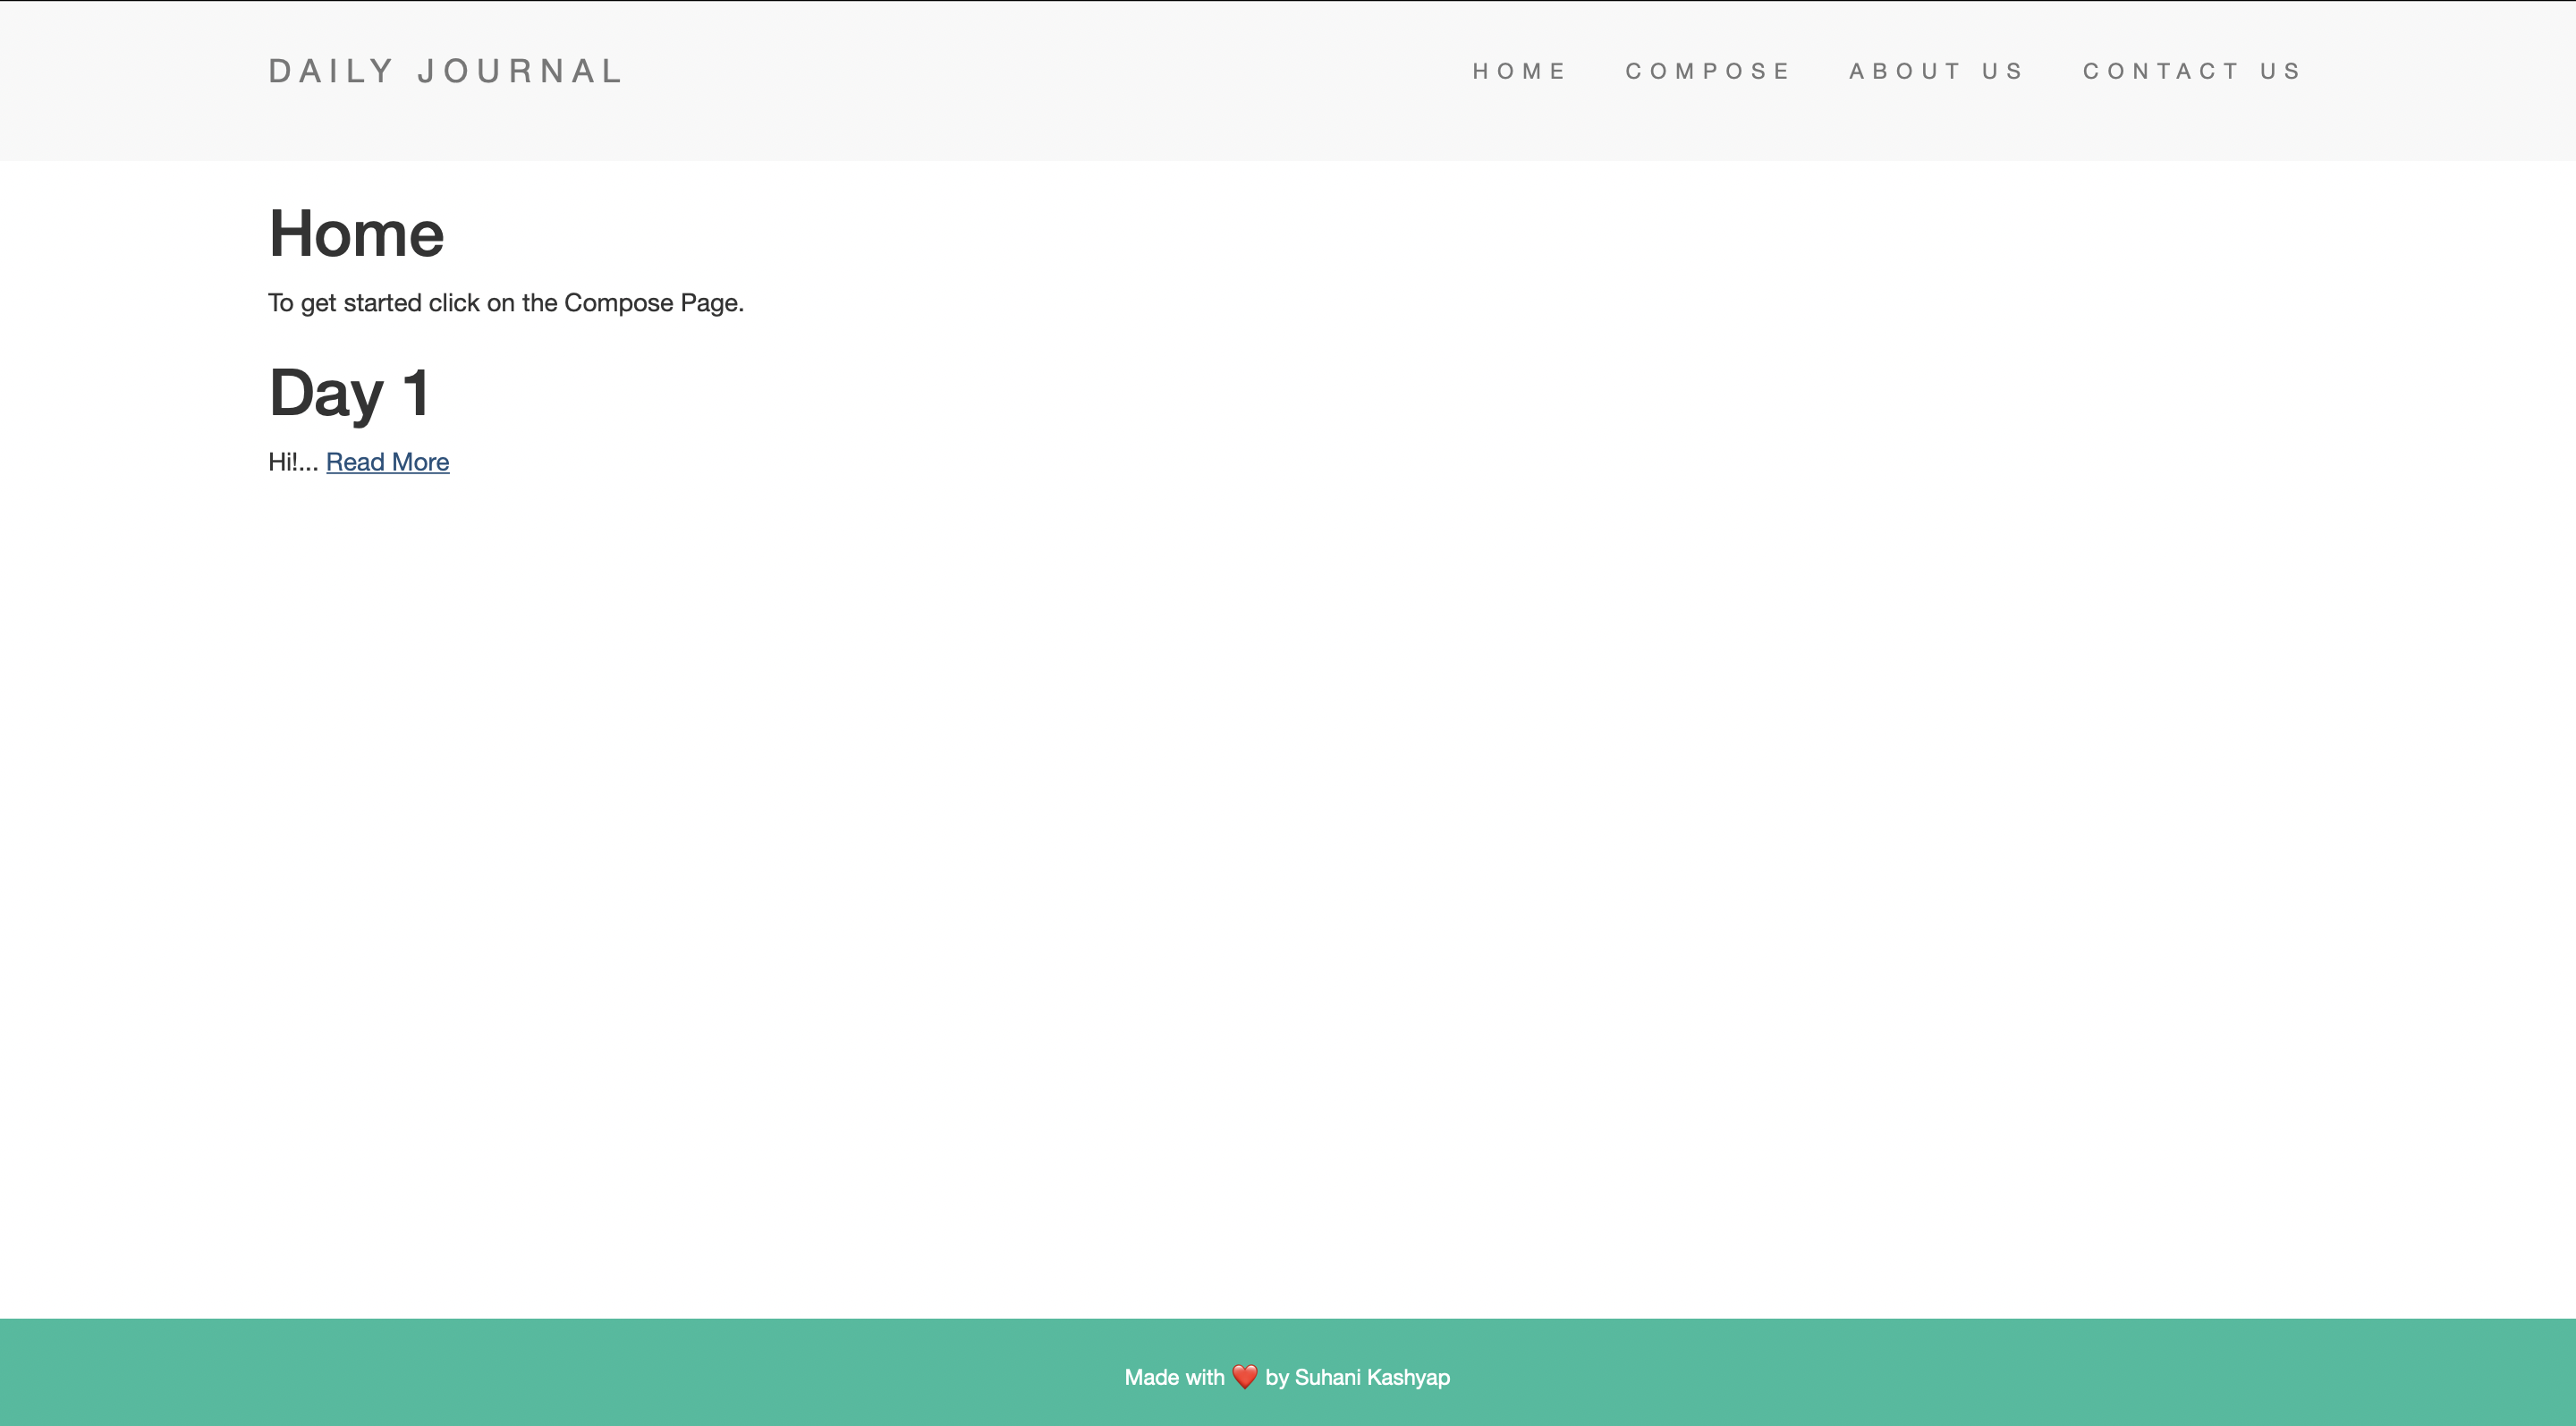 DAILY JOURNAL
HOME COMPOSE ABOUT US CONTACT US
Home
To get started click on the Compose Page.
Day 1
Hi!... Read More
Made with ❤️ by Suhani Kashyap